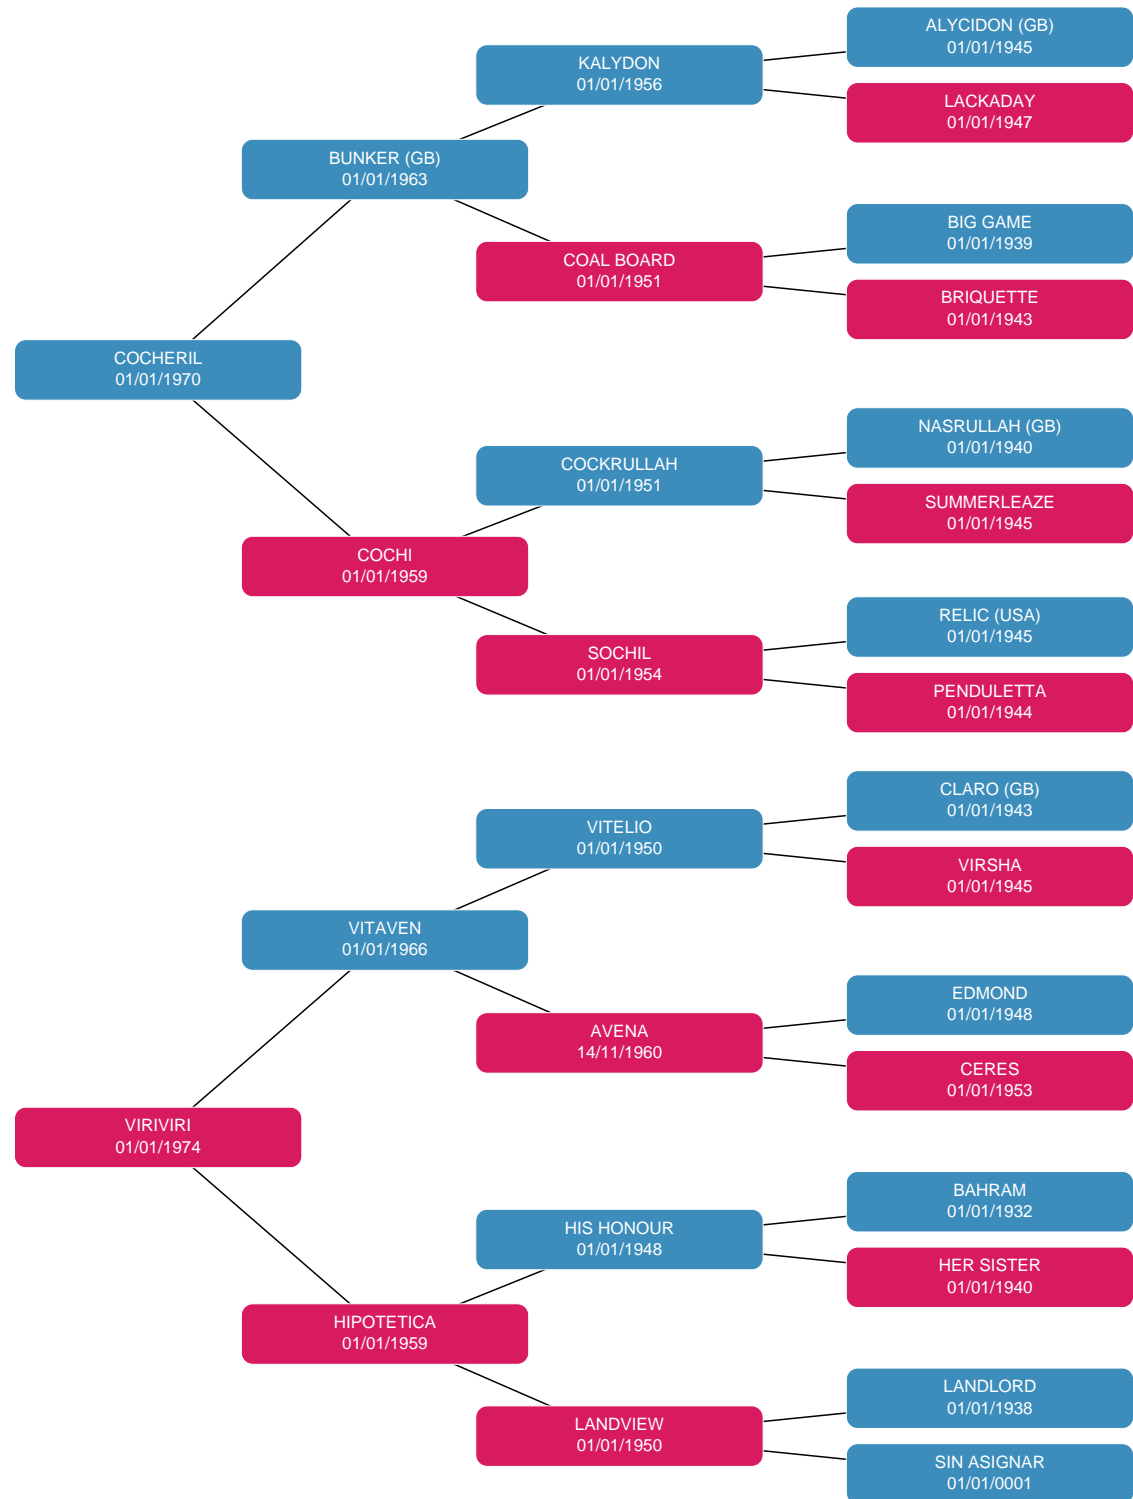 ALYCIDON (GB)
01/01/1945
KALYDON
01/01/1956
LACKADAY
01/01/1947
BUNKER (GB)
01/01/1963
BIG GAME
01/01/1939
COAL BOARD
01/01/1951
BRIQUETTE
01/01/1943
COCHERIL
01/01/1970
NASRULLAH (GB)
01/01/1940
COCKRULLAH
01/01/1951
SUMMERLEAZE
01/01/1945
COCHI
01/01/1959
RELIC (USA)
01/01/1945
SOCHIL
01/01/1954
PENDULETTA
01/01/1944
CLARO (GB)
01/01/1943
VITELIO
01/01/1950
VIRSHA
01/01/1945
VITAVEN
01/01/1966
EDMOND
01/01/1948
AVENA
14/11/1960
CERES
01/01/1953
VIRIVIRI
01/01/1974
BAHRAM
01/01/1932
HIS HONOUR
01/01/1948
HER SISTER
01/01/1940
HIPOTETICA
01/01/1959
LANDLORD
01/01/1938
LANDVIEW
01/01/1950
SIN ASIGNAR
01/01/0001